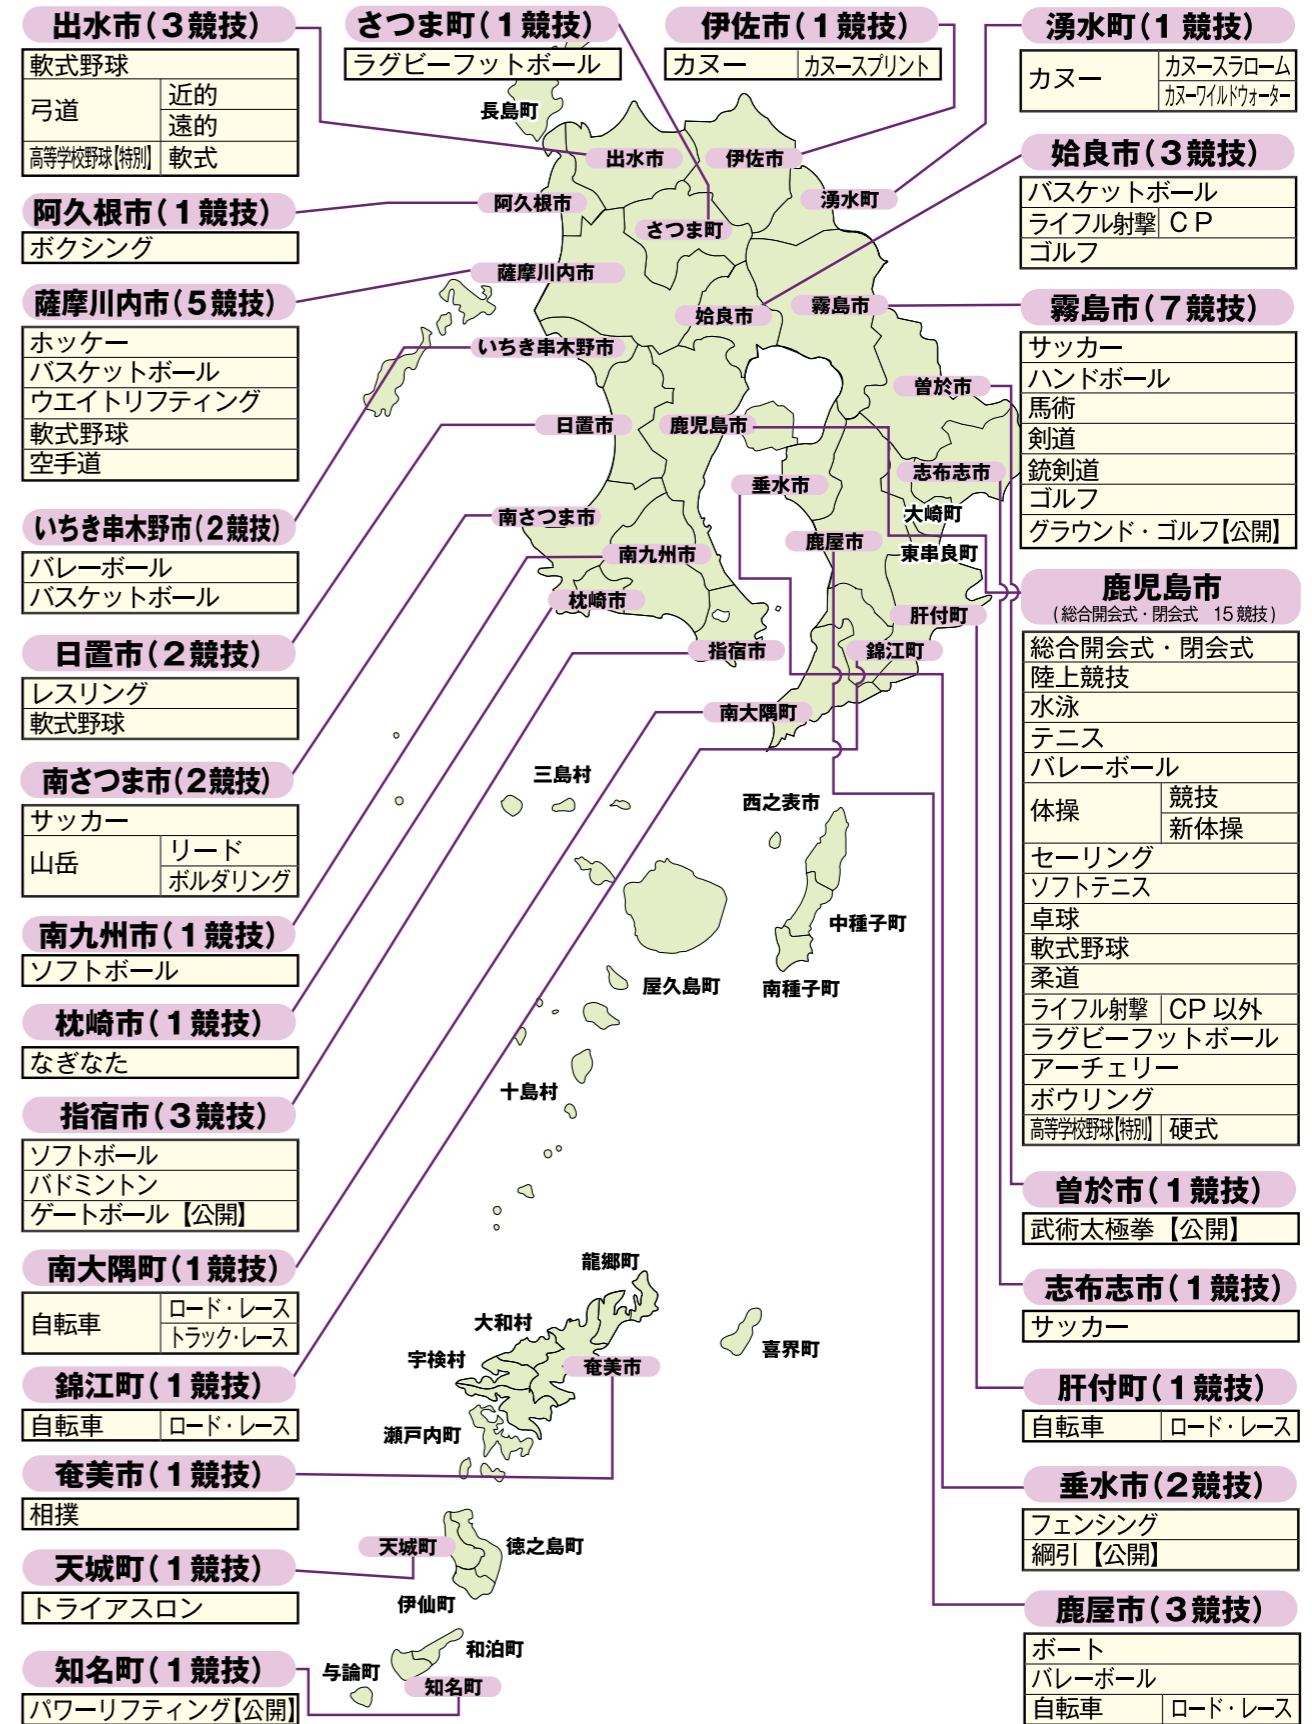 出水市(3競技)
軟式野球
弓道 近的
遠的
高等学校野球【特別】 軟式
阿久根市(1競技)
ボクシング
薩摩川内市(5競技)
ホッケー
バスケットボール
ウエイトリフティング
軟式野球
空手道
いちき串木野市(2競技)
バレーボール
バスケットボール
日置市(2競技)
レスリング
軟式野球
南さつま市(2競技)
サッカー
山岳 リード
ボルダリング
南九州市(1競技)
ソフトボール
枕崎市(1競技)
なぎなた
指宿市(3競技)
ソフトボール
バドミントン
ゲートボール【公開】
南大隅町(1競技)
自転車 ロード・レース
トラック・レース
錦江町(1競技)
自転車 ロード・レース
奄美市(1競技)
相撲
天城町(1競技)
トライアスロン
知名町(1競技)
パワーリフティング【公開】
さつま町(1競技)
ラグビーフットボール
伊佐市(1競技)
カヌー カヌースプリント
長島町
出水市
伊佐市
阿久根市
湧水町
さつま町
薩摩川内市
姶良市
霧島市
いちき串木野市
曽於市
日置市
鹿児島市
志布志市
垂水市
大崎町
南さつま市
鹿屋市
東串良町
南九州市
枕崎市
肝付町
指宿市
錦江町
南大隅町
三島村
西之表市
中種子町
屋久島町
南種子町
十島村
龍郷町
大和村
宇検村
奄美市
喜界町
瀬戸内町
天城町
徳之島町
伊仙町
和泊町
与論町
知名町
湧水町(1競技)
カヌー カヌースラローム
カヌーワイルドウォーター
姶良市(3競技)
バスケットボール
ライフル射撃 CP
ゴルフ
霧島市(7競技)
サッカー
ハンドボール
馬術
剣道
銃剣道
ゴルフ
グラウンド・ゴルフ【公開】
鹿児島市
(総合開会式・閉会式 15競技)
総合開会式・閉会式
陸上競技
水泳
テニス
バレーボール
体操 競技
新体操
セーリング
ソフトテニス
卓球
軟式野球
柔道
ライフル射撃 CP以外
ラグビーフットボール
アーチェリー
ボウリング
高等学校野球【特別】 硬式
曽於市(1競技)
武術太極拳【公開】
志布志市(1競技)
サッカー
肝付町(1競技)
自転車 ロード・レース
垂水市(2競技)
フェンシング
綱引【公開】
鹿屋市(3競技)
ボート
バレーボール
自転車 ロード・レース